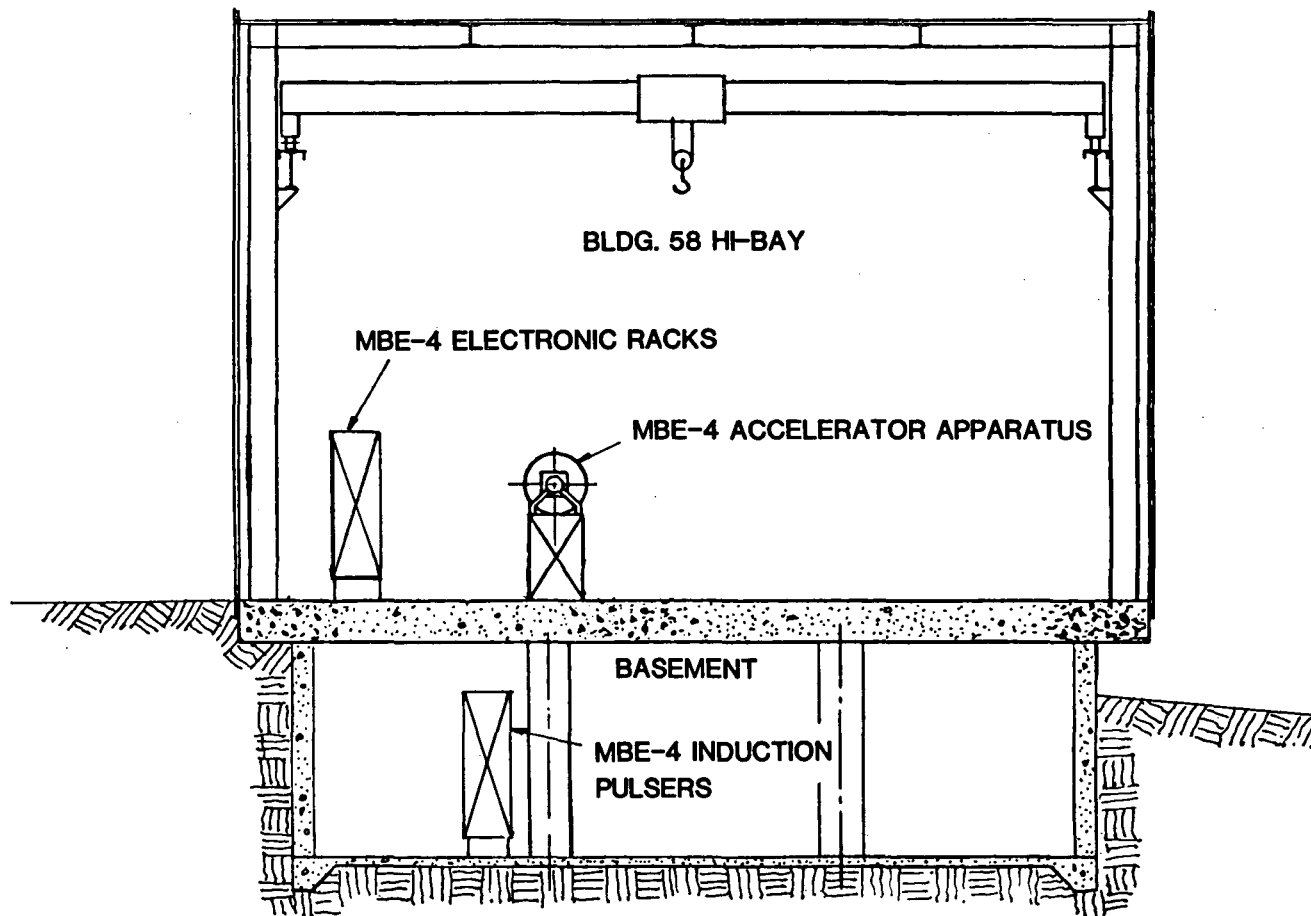 BLDG. 58 HI-BAY
MBE-4 ELECTRONIC RACKS
MBE-4 ACCELERATOR APPARATUS
BASEMENT
MBE-4 INDUCTION
PULSERS